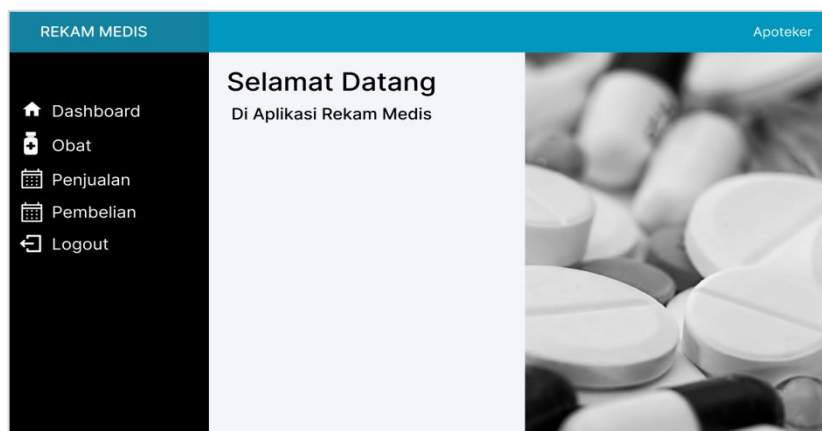 REKAM MEDIS
Apoteker
Selamat Datang
Di Aplikasi Rekam Medis
Dashboard
Obat
Penjualan
Pembelian
Logout